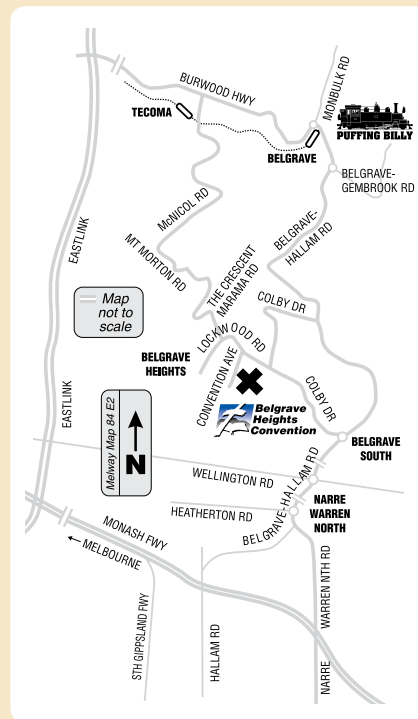 BURWOOD HWY
MONBULK RD
TECOMA
PUFFING BILLY
BELGRAVE
BELGRAVE-
GEMBROOK RD
EASTLINK
McNICOL RD
BELGRAVE-
HALLAM RD
MT MORTON RD
THE CRESCENT
MARAMA RD
COLBY DR
Map
not to
scale
LOCKWOOD RD
BELGRAVE
HEIGHTS
CONVENTION AVE
COLBY DR
EASTLINK
Melway Map 84 E2
N
Belgrave
Heights
Convention
BELGRAVE
SOUTH
WELLINGTON RD
BELGRAVE-HALLAM RD
HEATHERTON RD
NARRE
WARREN
NORTH
MONASH FWY
← MELBOURNE
STH GIPPSLAND FWY
HALLAM RD
NARRE
WARREN NTH RD